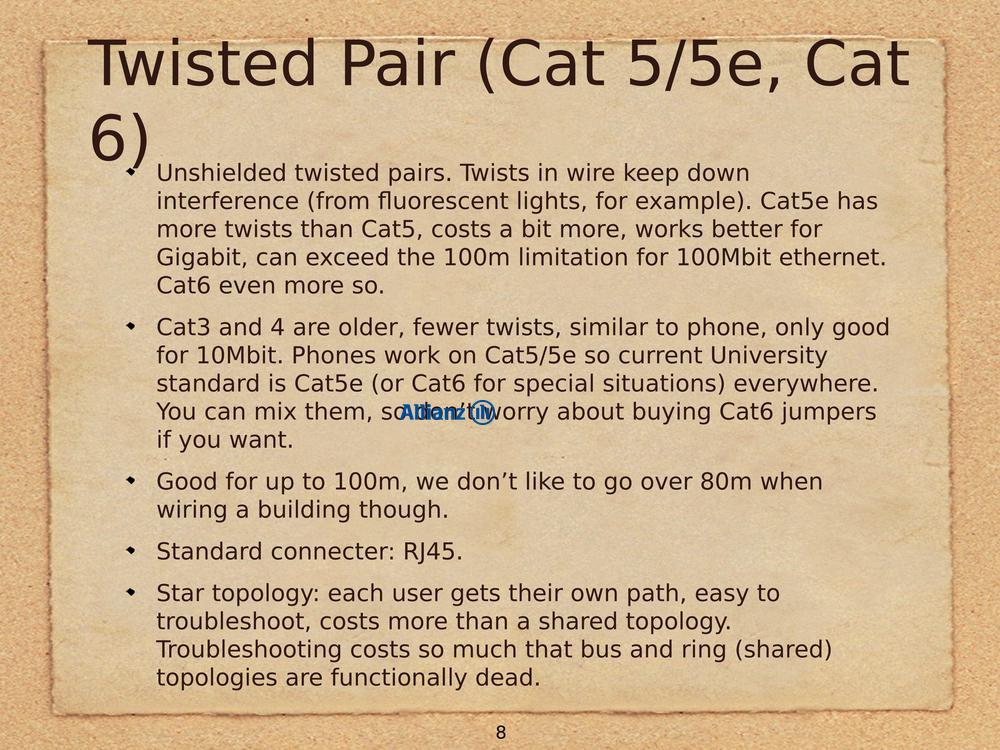 Twisted Pair (Cat 5/5e, Cat
6)
Unshielded twisted pairs. Twists in wire keep down
interference (from fluorescent lights, for example). Cat5e has
more twists than Cat5, costs a bit more, works better for
Gigabit, can exceed the 100m limitation for 100Mbit ethernet.
Cat6 even more so.
Cat3 and 4 are older, fewer twists, similar to phone, only good
for 10Mbit. Phones work on Cat5/5e so current University
standard is Cat5e (or Cat6 for special situations) everywhere.
You can mix them, so don’t worry about buying Cat6 jumpers
Allianz
if you want.
Good for up to 100m, we don’t like to go over 80m when
wiring a building though.
Standard connecter: RJ45.
Star topology: each user gets their own path, easy to
troubleshoot, costs more than a shared topology.
Troubleshooting costs so much that bus and ring (shared)
topologies are functionally dead.
8